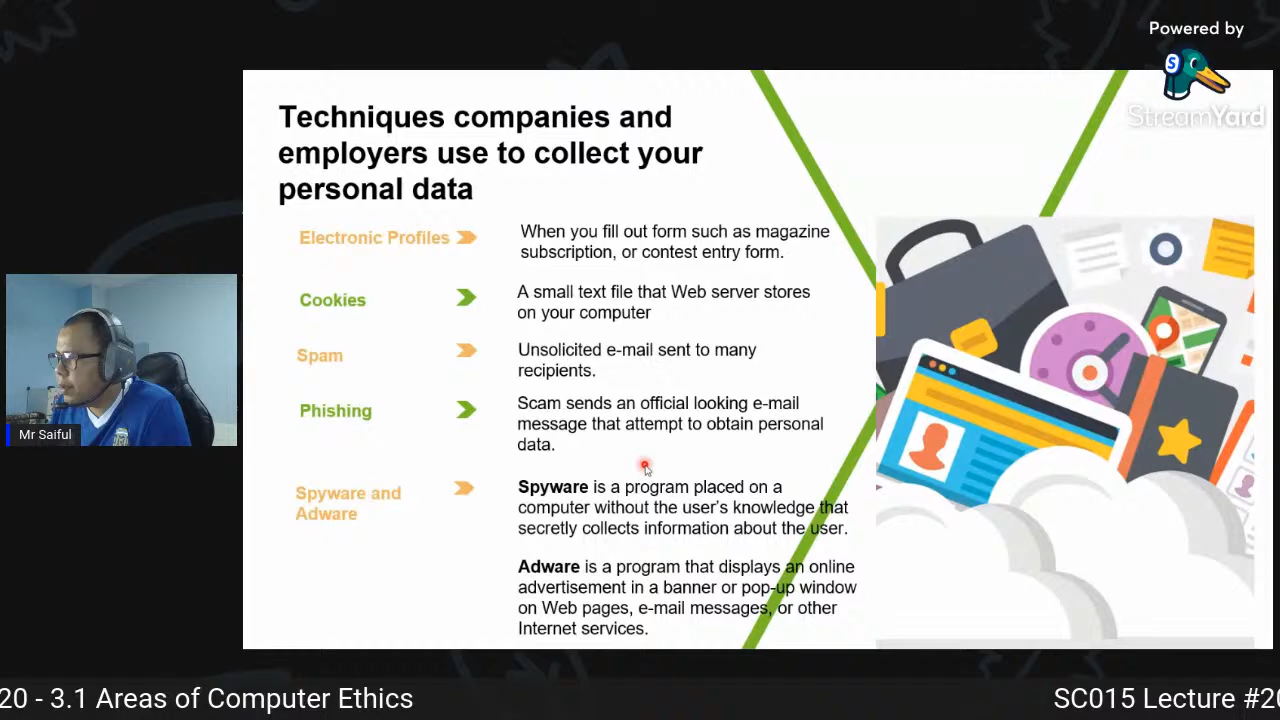 Powered by
StreamYard
Techniques companies and
employers use to collect your
personal data
Electronic Profiles
When you fill out form such as magazine
subscription, or contest entry form.
Cookies
A small text file that Web server stores
on your computer
Spam
Unsolicited e-mail sent to many
recipients.
Phishing
Scam sends an official looking e-mail
message that attempt to obtain personal
data.
Spyware and
Adware
Spyware is a program placed on a
computer without the user's knowledge that
secretly collects information about the user.
Adware is a program that displays an online
advertisement in a banner or pop-up window
on Web pages, e-mail messages, or other
Internet services.
Mr Saiful
20 - 3.1 Areas of Computer Ethics
SC015 Lecture #20